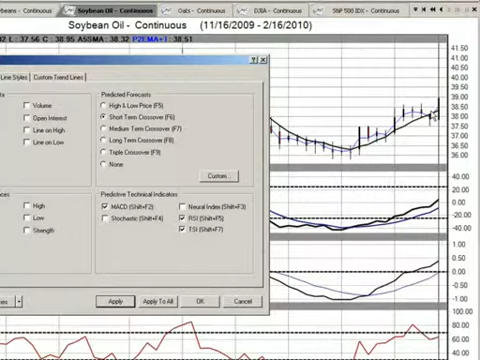 Soybean Oil - Continuous
Oats - Continuous
DJIA - Continuous
S&P 500 IDX - Continuous
Soybean Oil - Continuous (11/16/2009 - 2/16/2010)
L - 37.56 C - 38.95 A5SMA - 38.32 P2EMA+1 - 38.51
Line Styles
Custom Trend Lines
Predicted Forecasts
High & Low Price (F5)
Short Term Crossover (F6)
Medium Term Crossover (F7)
Long Term Crossover (F8)
Triple Crossover (F9)
None
Custom...
Volume
Open Interest
Line on High
Line on Low
High
Low
Strength
Predictive Technical Indicators
MACD (Shift+F2)
Neural Index (Shift+F3)
Stochastic (Shift+F4)
RSI (Shift+F5)
TSI (Shift+F7)
Apply
Apply To All
OK
Cancel
41.50
40.00
39.50
39.00
38.50
38.00
37.50
37.00
36.50
36.00
40.00
20.00
0.00
-20.00
-40.00
1.00
0.50
0.00
-0.50
-1.00
100.00
80.00
60.00